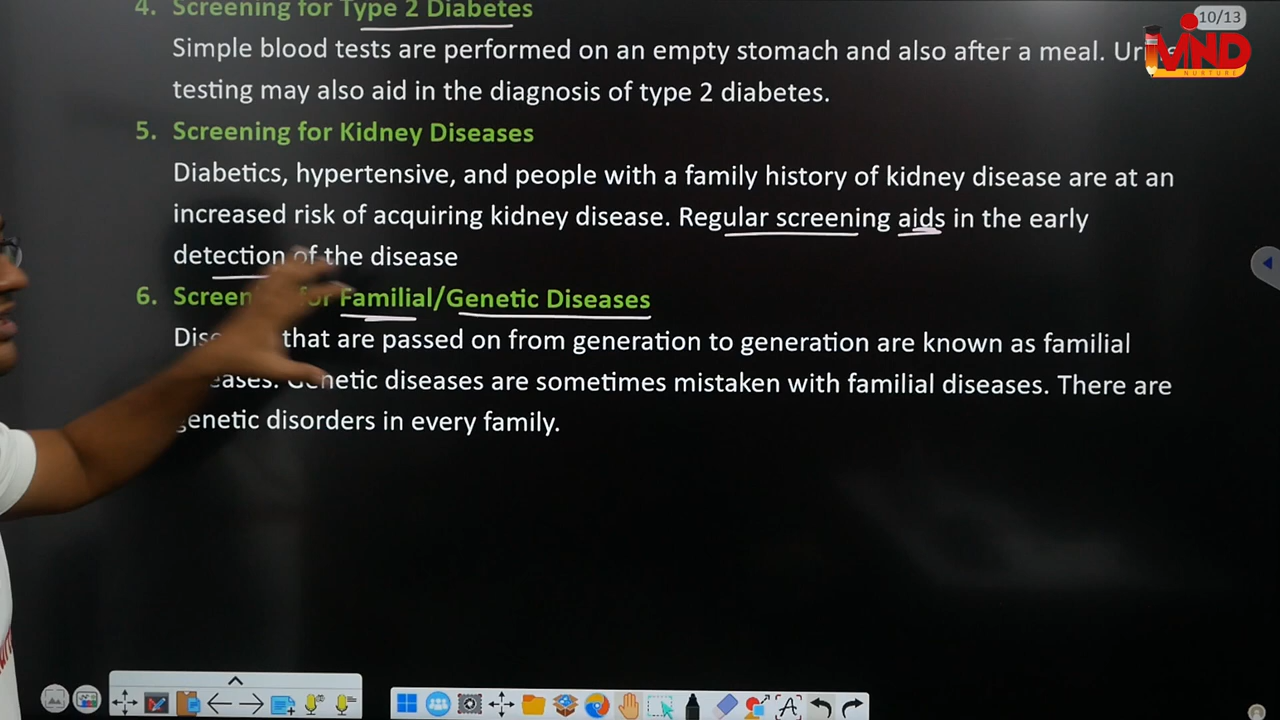 4. Screening for Type 2 Diabetes
10/13
Simple blood tests are performed on an empty stomach and also after a meal.
MIND
NURTURE
testing may also aid in the diagnosis of type 2 diabetes.
5. Screening for Kidney Diseases
Diabetics, hypertensive, and people with a family history of kidney disease are at an
increased risk of acquiring kidney disease. Regular screening aids in the early
detection of the disease
6. for Familial/Genetic Diseases
that are passed on from generation to generation are known as familial
Genetic diseases are sometimes mistaken with familial diseases. There are
genetic disorders in every family.
A